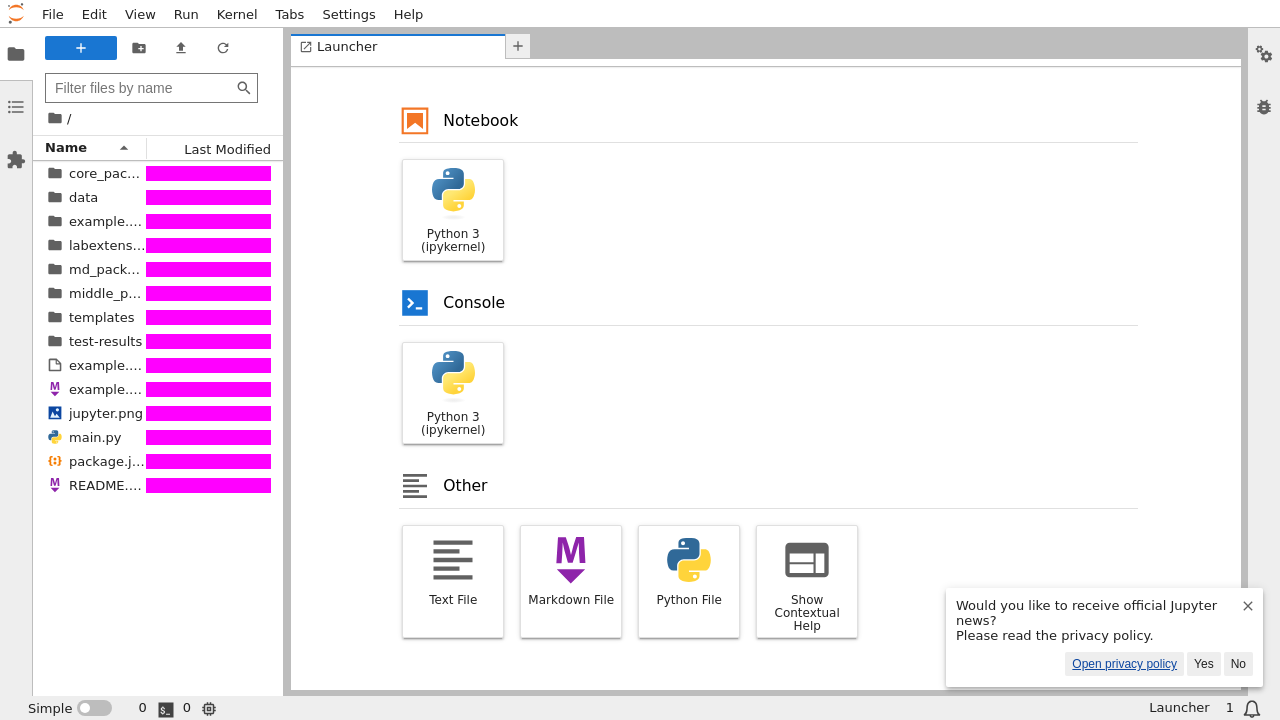 File Edit View Run Kernel Tabs Settings Help
Launcher
/
Name Last Modified
core_pac…
data
example.…
labextens…
md_pack…
middle_p…
templates
test-results
example.…
example.…
jupyter.png
main.py
package.j…
README.…
Filter files by name
Notebook
Python 3
(ipykernel)
Console
Python 3
(ipykernel)
Other
Text File
Markdown File
Python File
Show
Contextual
Help
Would you like to receive official Jupyter
news?
Please read the privacy policy.
Open privacy policy Yes No
Simple 0 0 Launcher 1